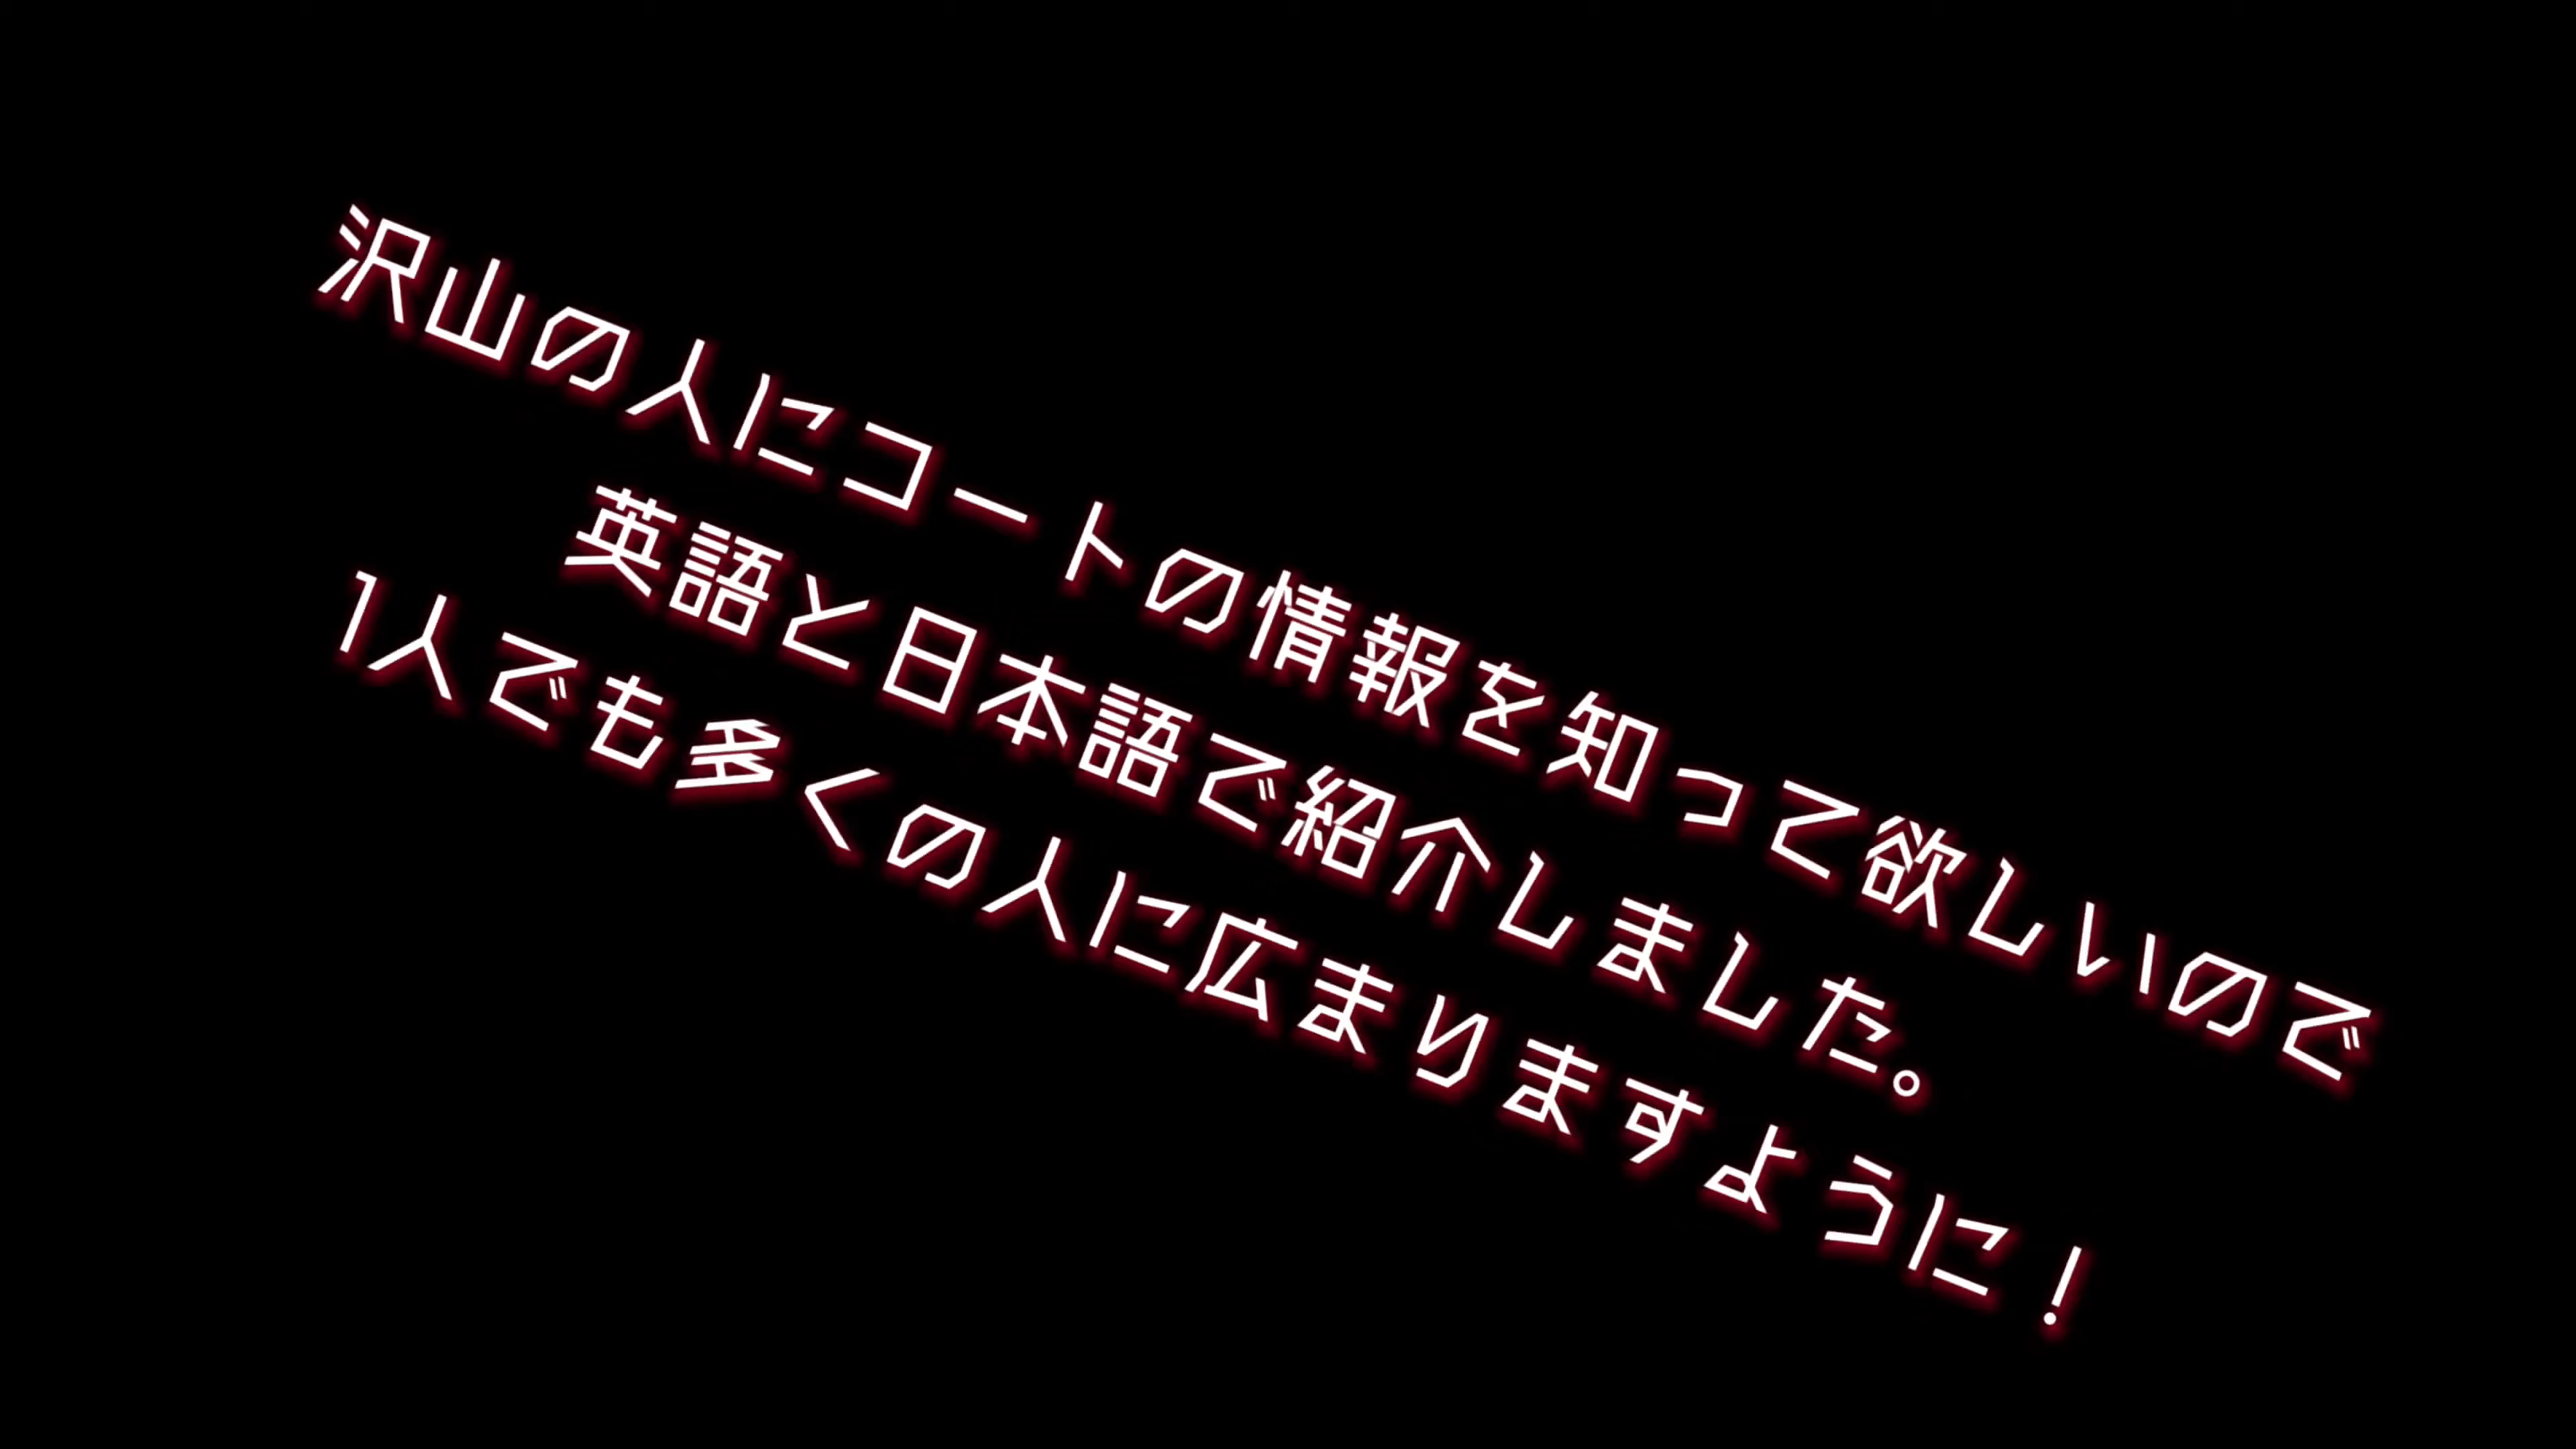 沢山の人にコートの情報を知って欲しいので
英語と日本語で紹介しました。
1人でも多くの人に広まりますように！